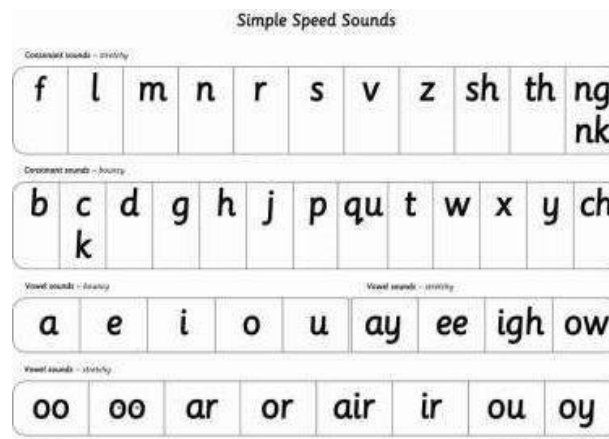 Simple Speed Sounds
Consonant sounds – stretchy
f l m n r s v z sh th ng
nk
Consonant sounds – bouncy
b c d g h j p qu t w x y ch
k
Vowel sounds – bouncy Vowel sounds – stretchy
a e i o u ay ee igh ow
Vowel sounds – stretchy
oo oo ar or air ir ou oy